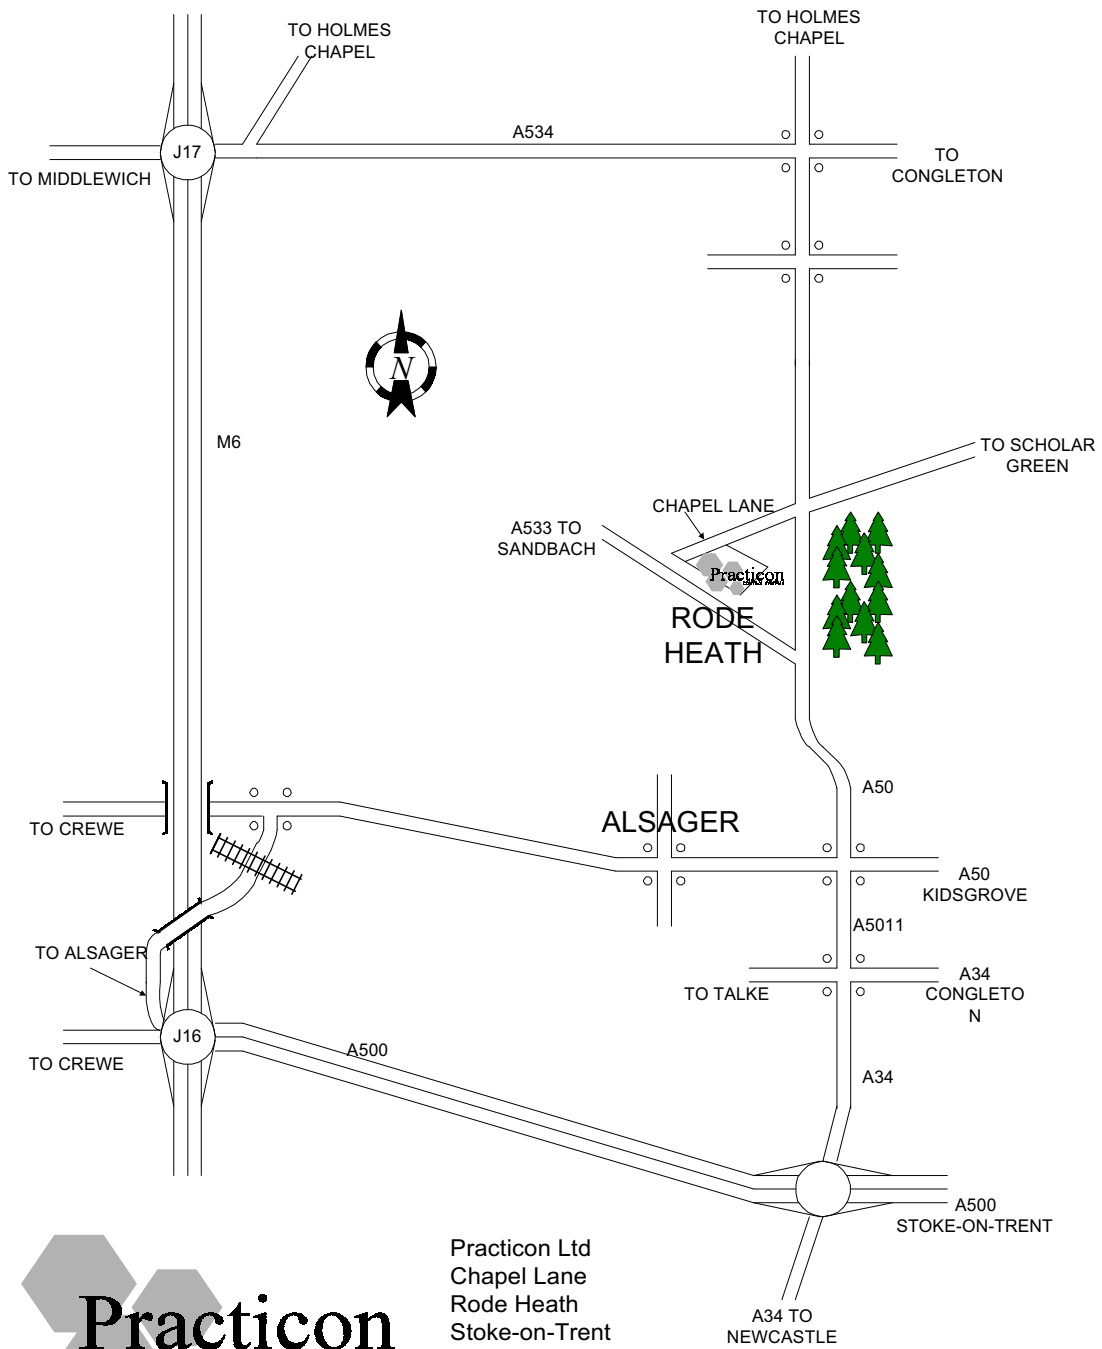 TO HOLMES
CHAPEL
TO HOLMES
CHAPEL
A534
J17
TO MIDDLEWICH
TO
CONGLETON
N
M6
TO SCHOLAR
GREEN
CHAPEL LANE
A533 TO
SANDBACH
Practicon
RODE
HEATH
A50
TO CREWE
ALSAGER
A50
KIDSGROVE
A5011
TO ALSAGER
TO TALKE
A34
CONGLETO
N
J16
TO CREWE
A500
A34
A500
STOKE-ON-TRENT
Practicon Ltd
Chapel Lane
Rode Heath
Stoke-on-Trent
Practicon
A34 TO
NEWCASTLE